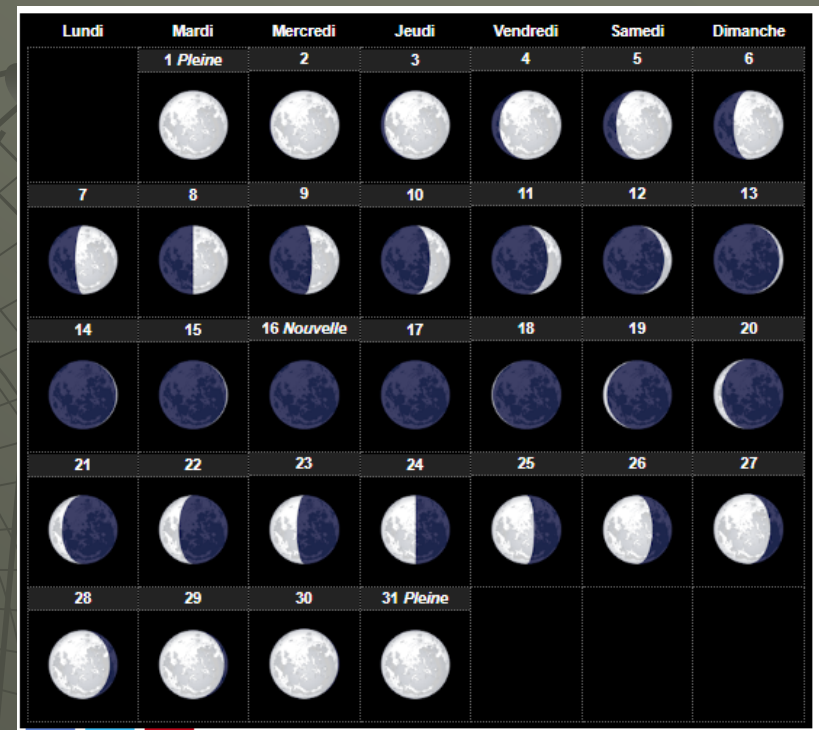 Lundi Mardi Mercredi Jeudi Vendredi Samedi Dimanche
1 Pleine 2 3 4 5 6
7 8 9 10 11 12 13
14 15 16 Nouvelle 17 18 19 20
21 22 23 24 25 26 27
28 29 30 31 Pleine